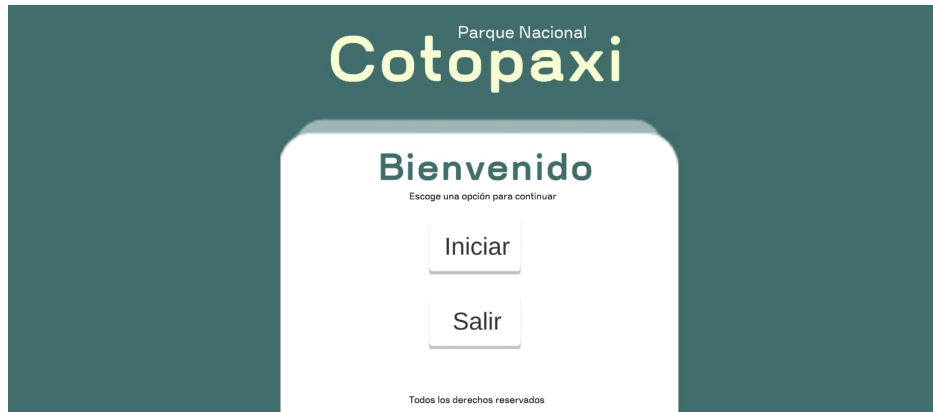 Parque Nacional
Cotopaxi
Bienvenido
Escoge una opción para continuar
Iniciar
Salir
Todos los derechos reservados